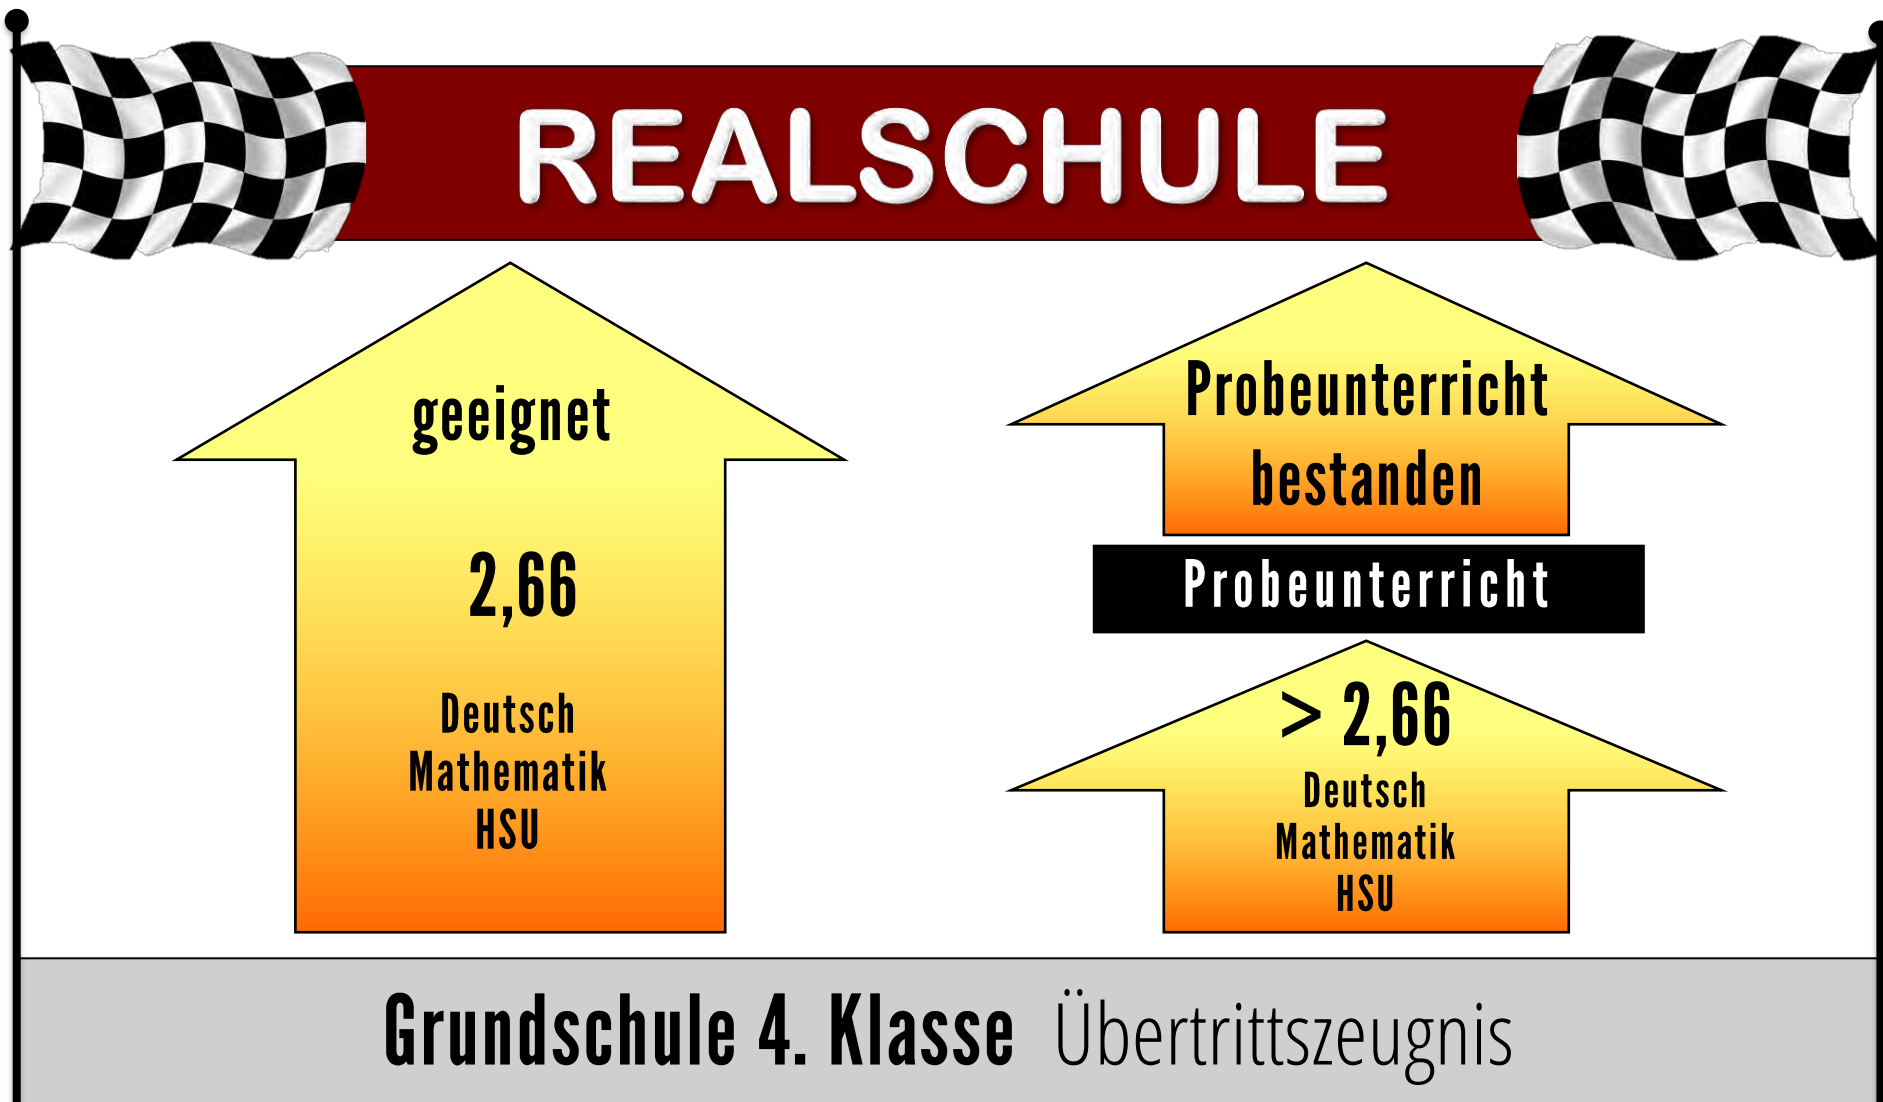 REALSCHULE
geeignet
2,66
Deutsch
Mathematik
HSU
Probeunterricht
bestanden
Probeunterricht
> 2,66
Deutsch
Mathematik
HSU
Grundschule 4. Klasse Übertrittszeugnis